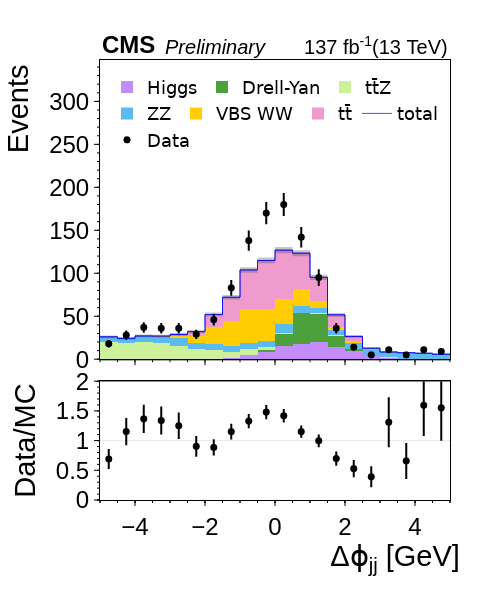 CMS Preliminary 137 fb⁻¹(13 TeV)
Events
Higgs Drell-Yan tt̄Z
ZZ VBS WW tt̄ total
Data
300
250
200
150
100
50
0
Data/MC
2
1.5
1
0.5
0
−4 −2 0 2 4
Δϕjj [GeV]